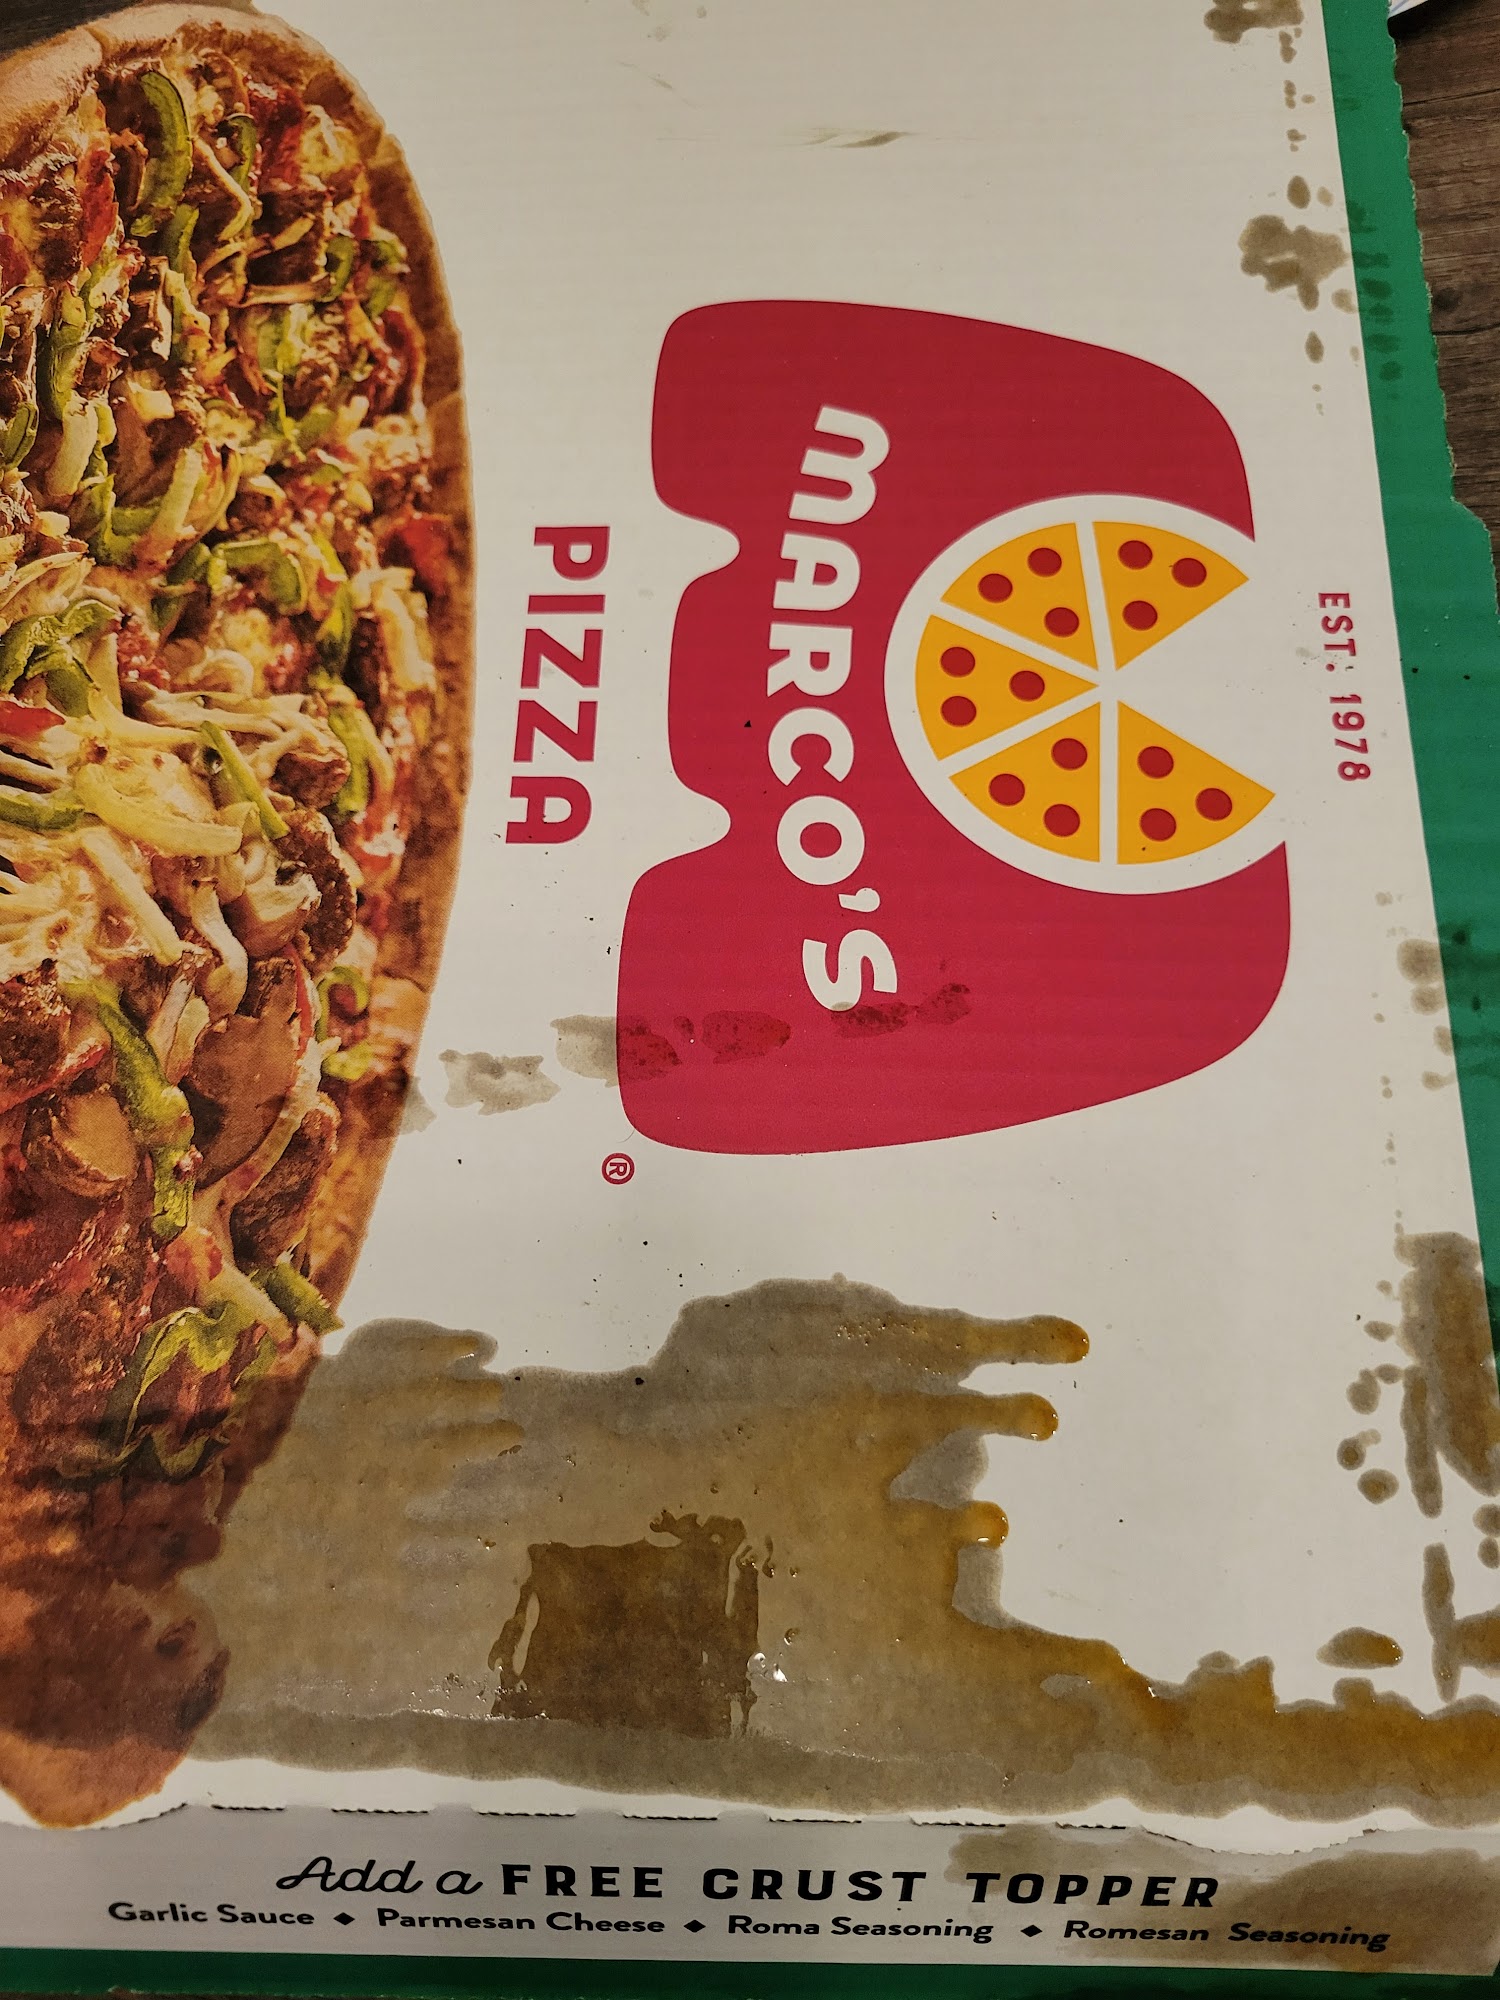 EST. 1978
MARCO'S
PIZZA
®
Add a FREE CRUST TOPPER
Garlic Sauce ◆ Parmesan Cheese ◆ Roma Seasoning ◆ Romesan Seasoning